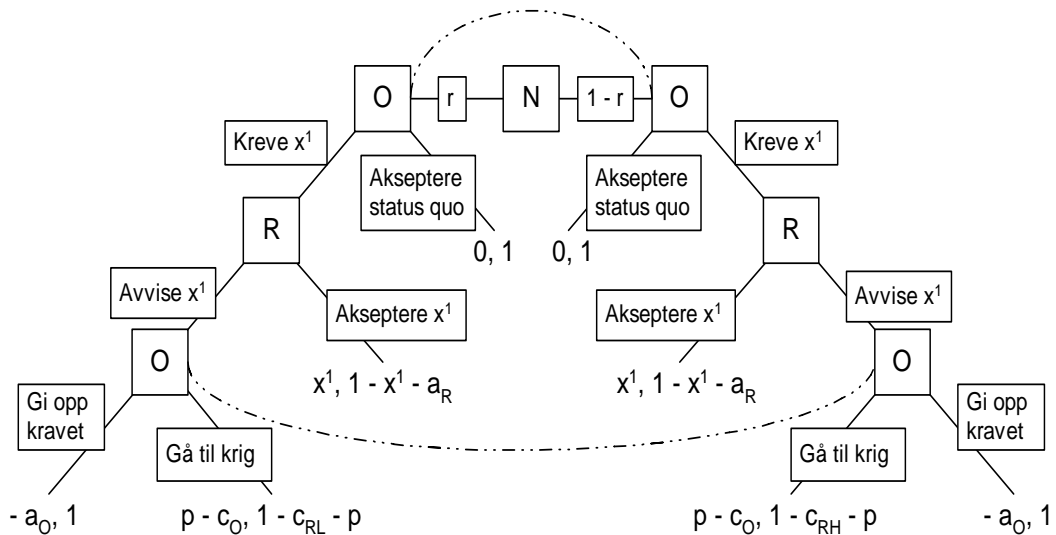 O r N 1 - r O
Kreve x¹ Kreve x¹
Akseptere
status quo
Akseptere
status quo
R R
0, 1 0, 1
Avvise x¹ Avvise x¹
Akseptere x¹ Akseptere x¹
O O
x¹, 1 - x¹ - a_R x¹, 1 - x¹ - a_R
Gi opp
kravet
Gi opp
kravet
Gå til krig Gå til krig
- a_O, 1 p - c_O, 1 - c_RL - p p - c_O, 1 - c_RH - p - a_O, 1